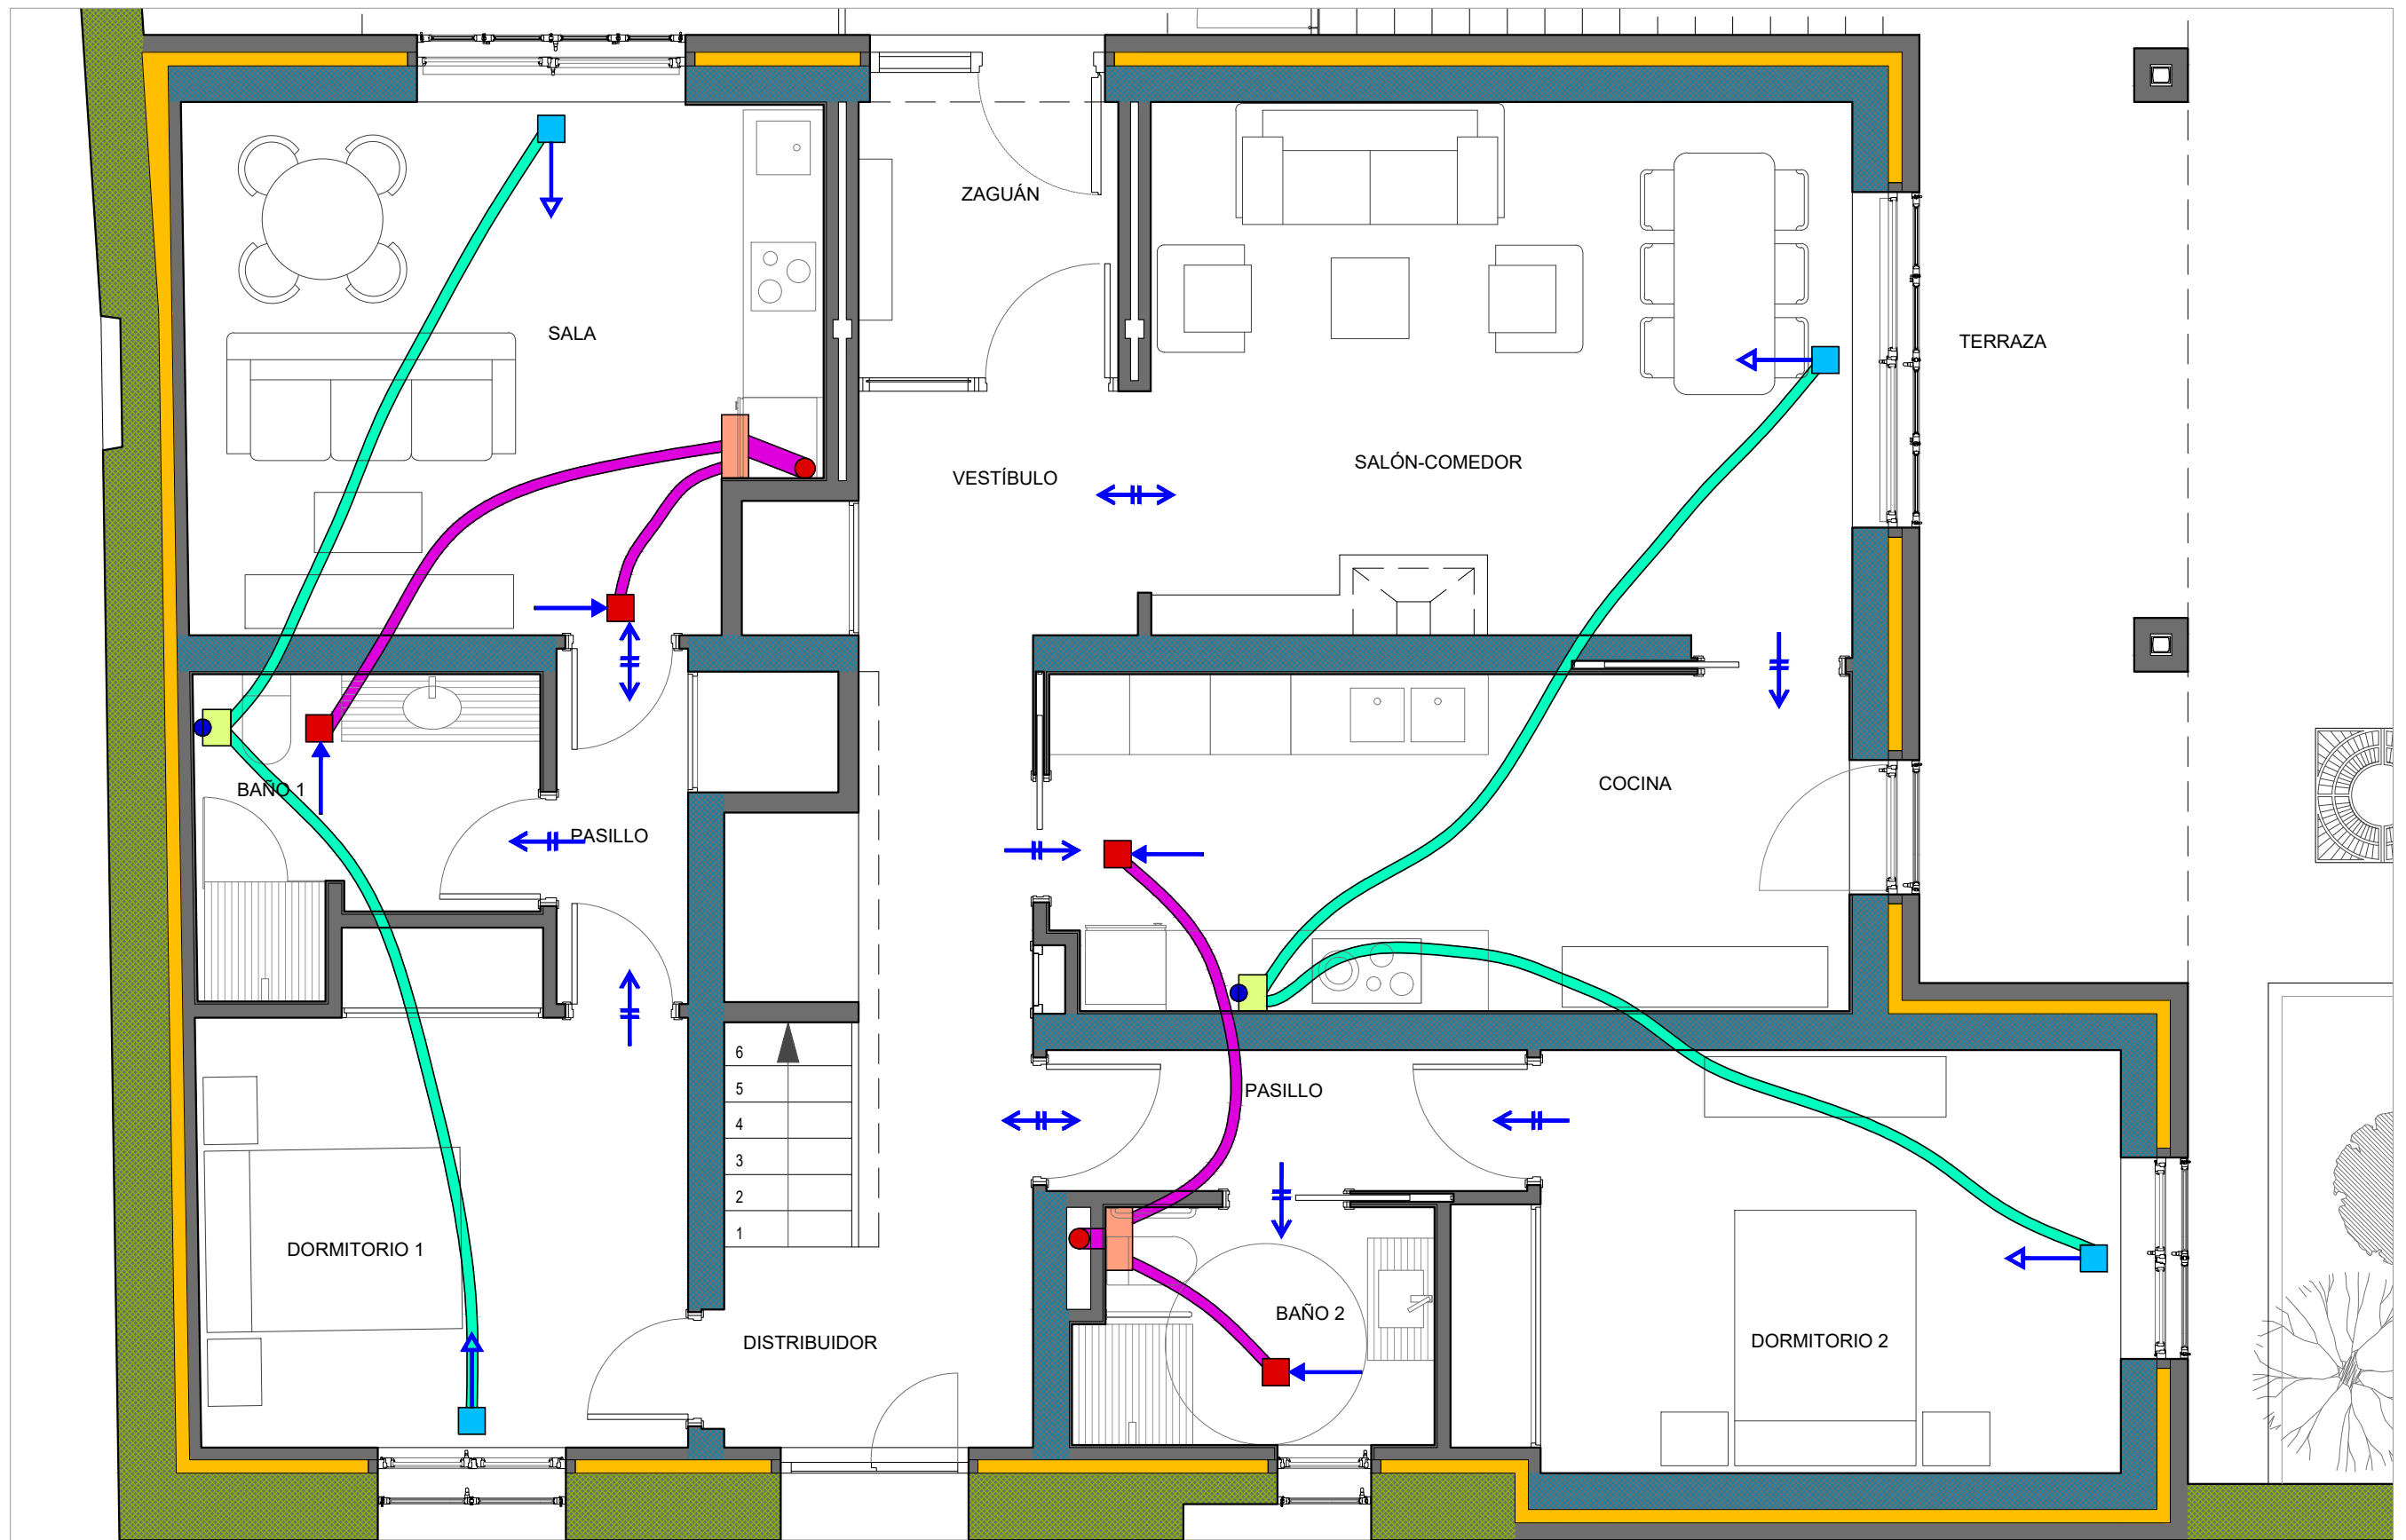 ZAGUÁN
SALA
TERRAZA
SALÓN-COMEDOR
VESTÍBULO
COCINA
BAÑO 1
PASILLO
6
5
4
3
2
1
PASILLO
DORMITORIO 1
BAÑO 2
DISTRIBUIDOR
DORMITORIO 2